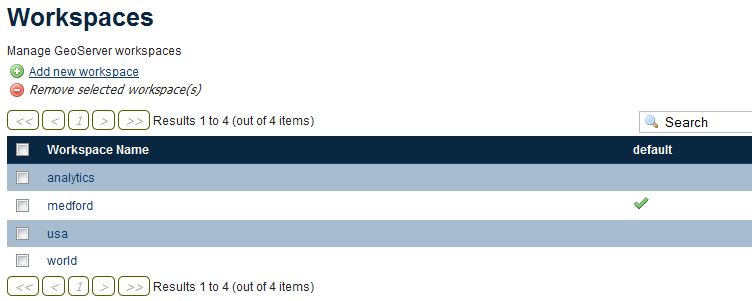 Workspaces
Manage GeoServer workspaces
Add new workspace
Remove selected workspace(s)
<< < 1 > >> Results 1 to 4 (out of 4 items) Search
Workspace Name default
analytics
medford
usa
world
<< < 1 > >> Results 1 to 4 (out of 4 items)